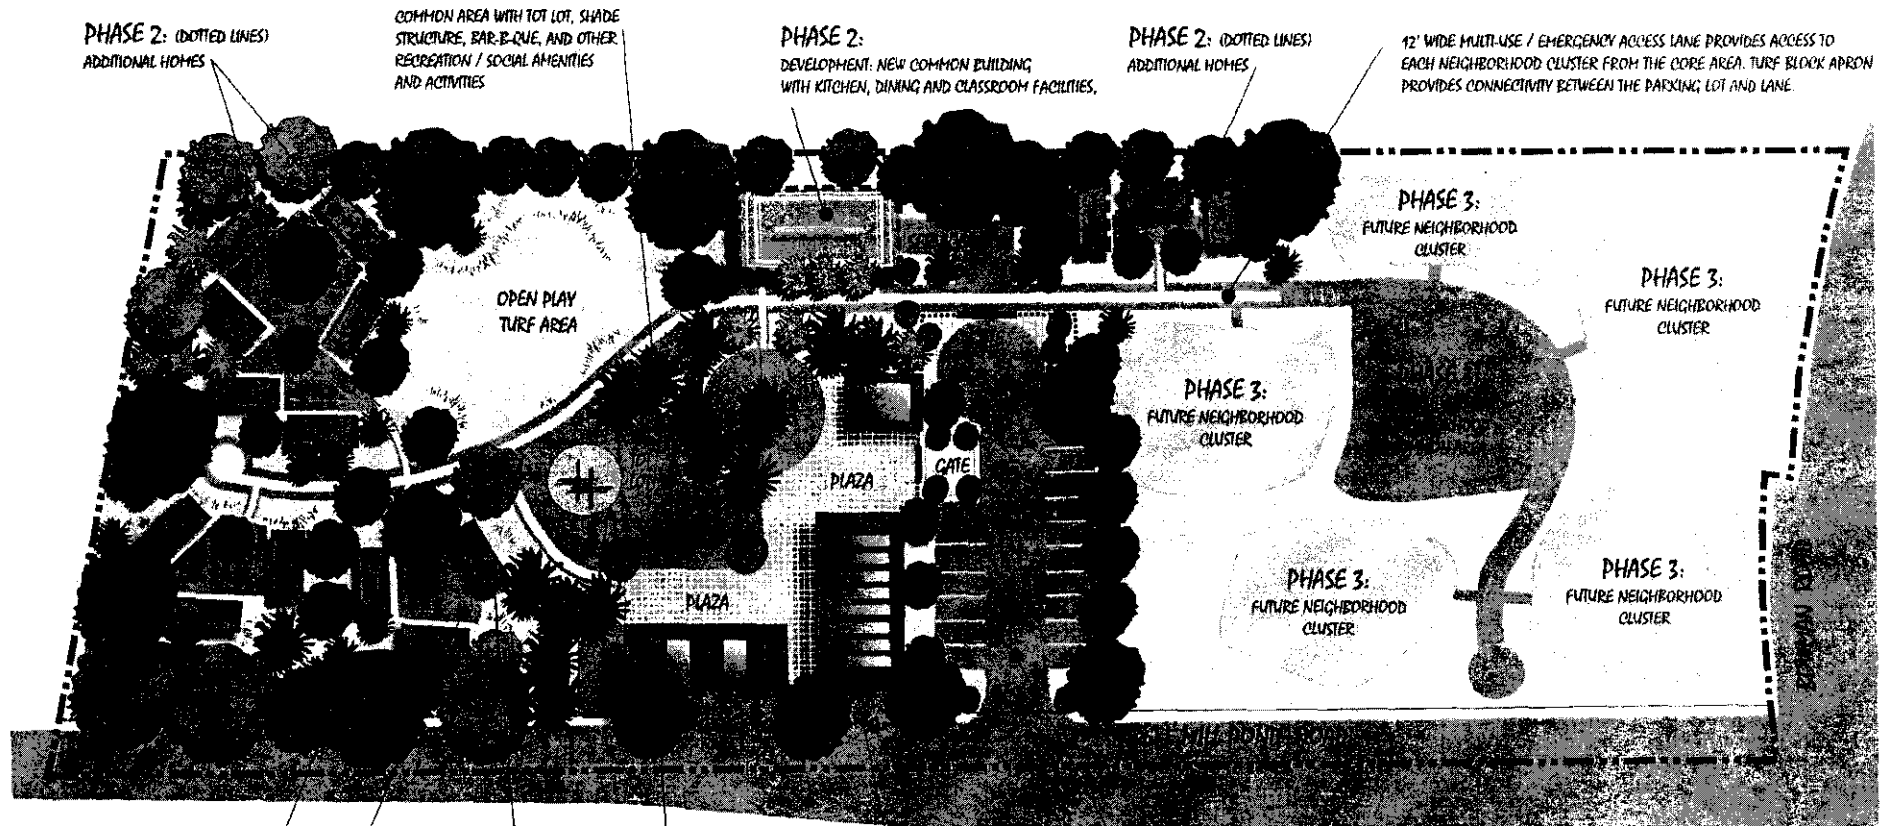 PHASE 2: (DOTTED LINES)
ADDITIONAL HOMES
COMMON AREA WITH TOT LOT, SHADE
STRUCTURE, BAR-B-QUE, AND OTHER
RECREATION / SOCIAL AMENITIES
AND ACTIVITIES
PHASE 2:
DEVELOPMENT: NEW COMMON BUILDING
WITH KITCHEN, DINING AND CLASSROOM FACILITIES,
PHASE 2: (DOTTED LINES)
ADDITIONAL HOMES
12' WIDE MULTI-USE / EMERGENCY ACCESS LANE PROVIDES ACCESS TO
EACH NEIGHBORHOOD CLUSTER FROM THE CORE AREA. TURF BLOCK APRON
PROVIDES CONNECTIVITY BETWEEN THE PARKING LOT AND LANE.
PHASE 3:
FUTURE NEIGHBORHOOD
CLUSTER
PHASE 3:
FUTURE NEIGHBORHOOD
CLUSTER
OPEN PLAY
TURF AREA
PHASE 3:
FUTURE NEIGHBORHOOD
CLUSTER
GATE
PLAZA
PHASE 3:
FUTURE NEIGHBORHOOD
CLUSTER
PHASE 3:
FUTURE NEIGHBORHOOD
CLUSTER
PLAZA
ROAD